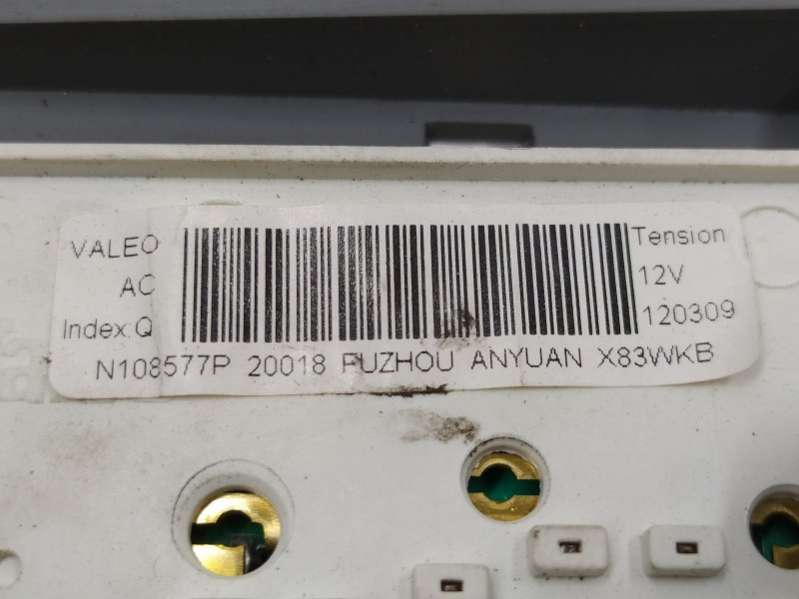 VALEO
AC
Index:Q
Tension
12V
120309
N108577P 20018 FUZHOU ANYUAN X83WKB